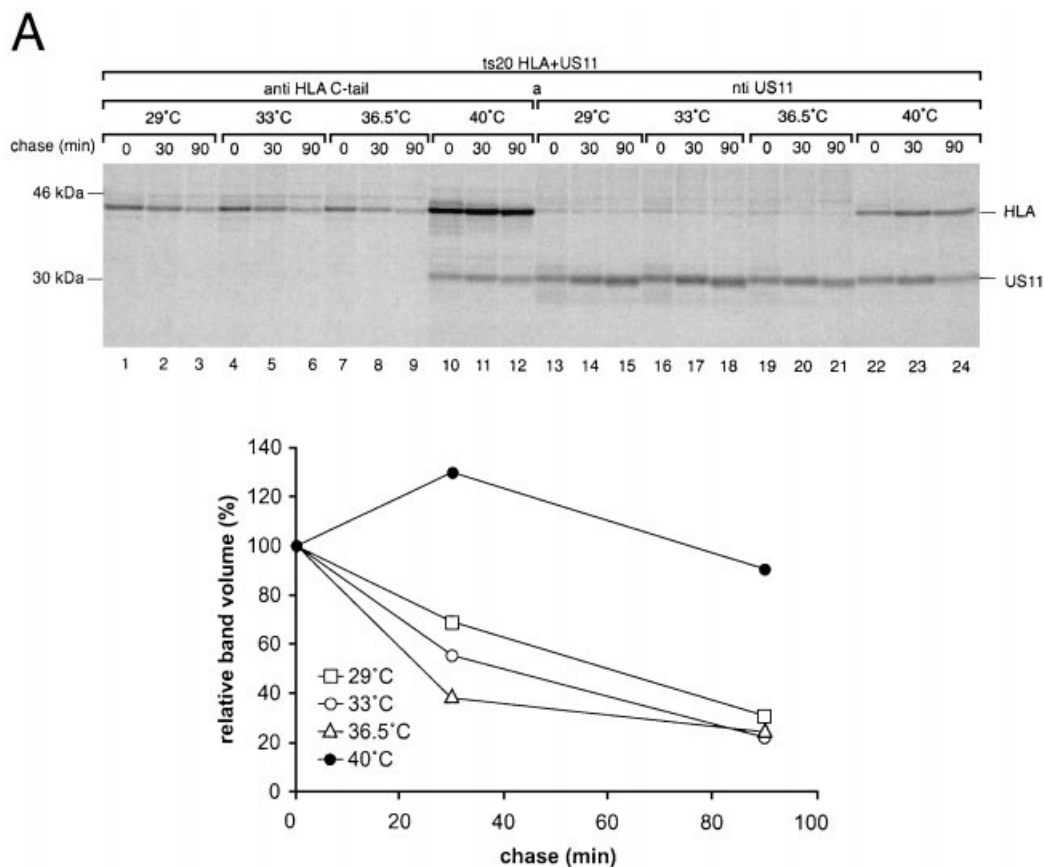 A
ts20 HLA+US11
anti HLA C-tail a nti US11
29˚C 33˚C 36.5˚C 40˚C 29˚C 33˚C 36.5˚C 40˚C
chase (min) 0 30 90 0 30 90 0 30 90 0 30 90 0 30 90 0 30 90 0 30 90 0 30 90
46 kDa
HLA
30 kDa
US11
1 2 3 4 5 6 7 8 9 10 11 12 13 14 15 16 17 18 19 20 21 22 23 24
relative band volume (%)
140
120
100
80
60
40
20
0
29˚C
33˚C
36.5˚C
40˚C
0 20 40 60 80 100
chase (min)